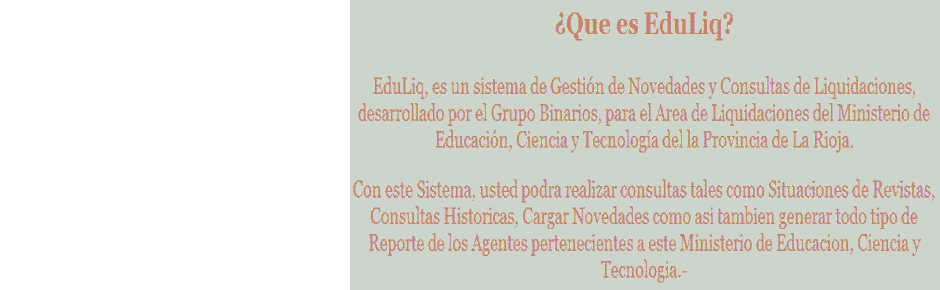 ¿Que es EduLiq?
EduLiq, es un sistema de Gestión de Novedades y Consultas de Liquidaciones,
desarrollado por el Grupo Binarios, para el Area de Liquidaciones del Ministerio de
Educación, Ciencia y Tecnología del la Provincia de La Rioja.
Con este Sistema, usted podra realizar consultas tales como Situaciones de Revistas,
Consultas Historicas, Cargar Novedades como asi tambien generar todo tipo de
Reporte de los Agentes pertenecientes a este Ministerio de Educacion, Ciencia y
Tecnologia.-